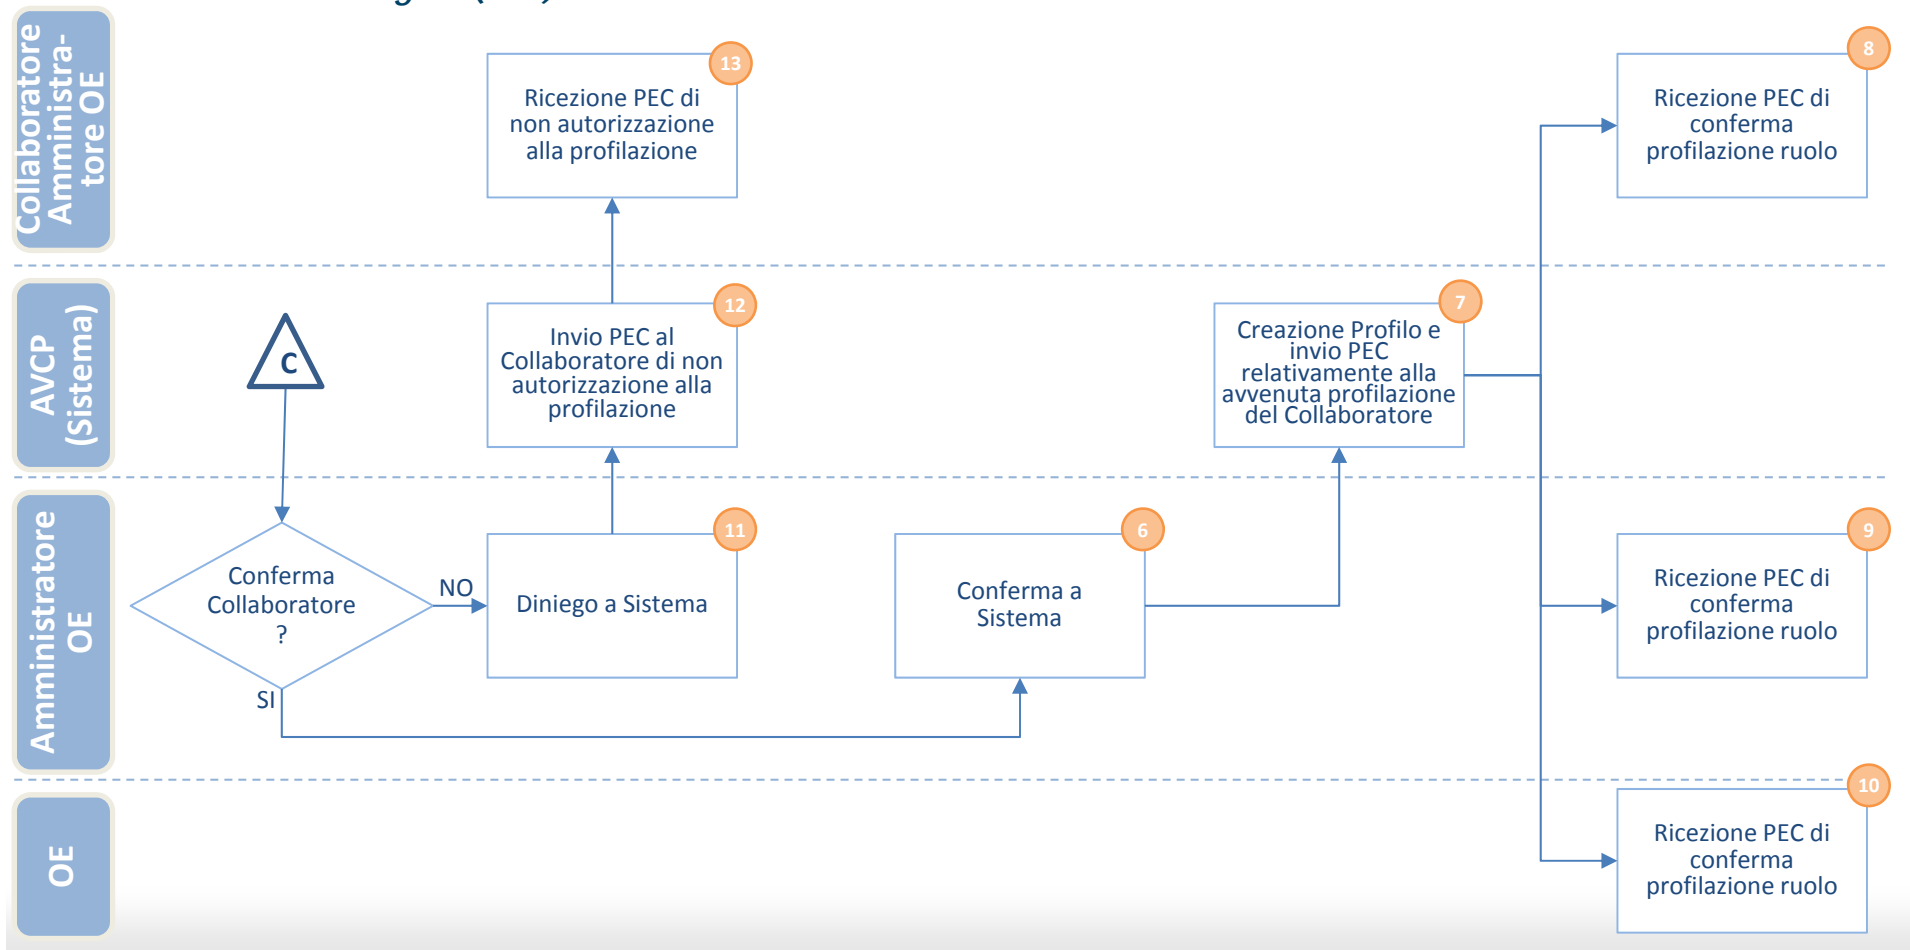 Collaboratore
Amministra-
tore OE
13
Ricezione PEC di
non autorizzazione
alla profilazione
8
Ricezione PEC di
conferma
profilazione ruolo
AVCP
(Sistema)
C
12
Invio PEC al
Collaboratore di non
autorizzazione alla
profilazione
7
Creazione Profilo e
invio PEC
relativamente alla
avvenuta profilazione
del Collaboratore
Amministratore
OE
Conferma
Collaboratore
?
NO
SI
11
Diniego a Sistema
6
Conferma a
Sistema
9
Ricezione PEC di
conferma
profilazione ruolo
OE
10
Ricezione PEC di
conferma
profilazione ruolo